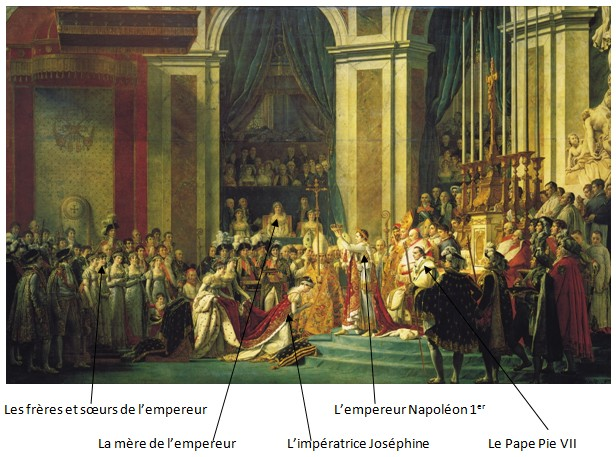 Les frères et sœurs de l'empereur
L'empereur Napoléon 1er
La mère de l'empereur
L'impératrice Joséphine
Le Pape Pie VII